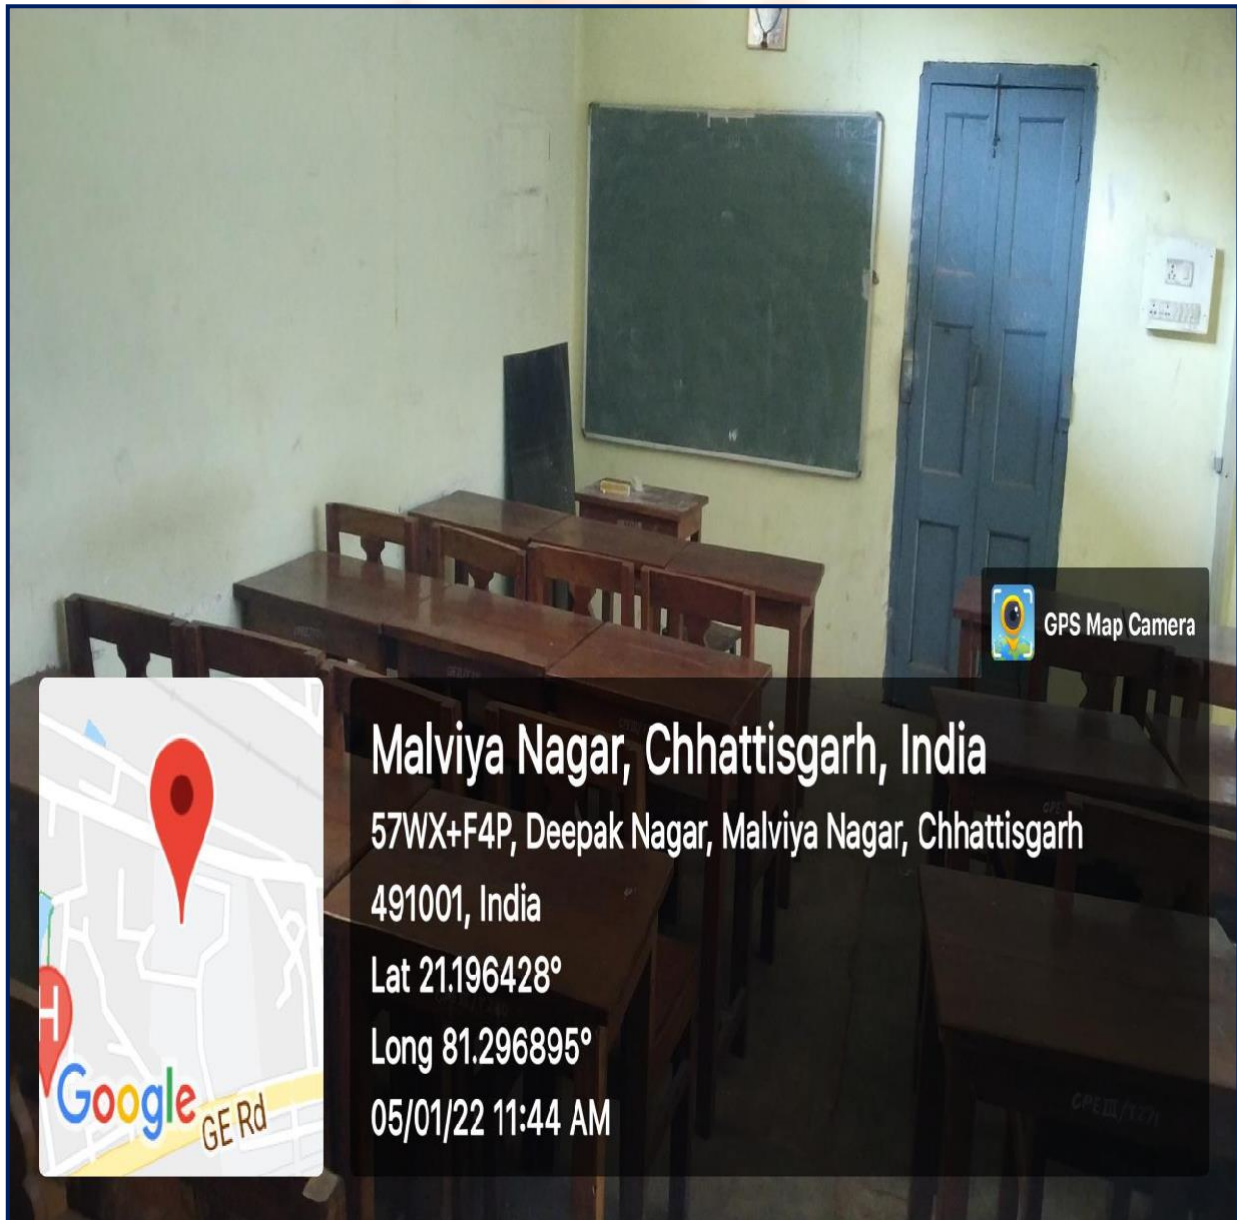 GPS Map Camera
Malviya Nagar, Chhattisgarh, India
57WX+F4P, Deepak Nagar, Malviya Nagar, Chhattisgarh
491001, India
Lat 21.196428°
Long 81.296895°
05/01/22 11:44 AM
H
Google
GE Rd